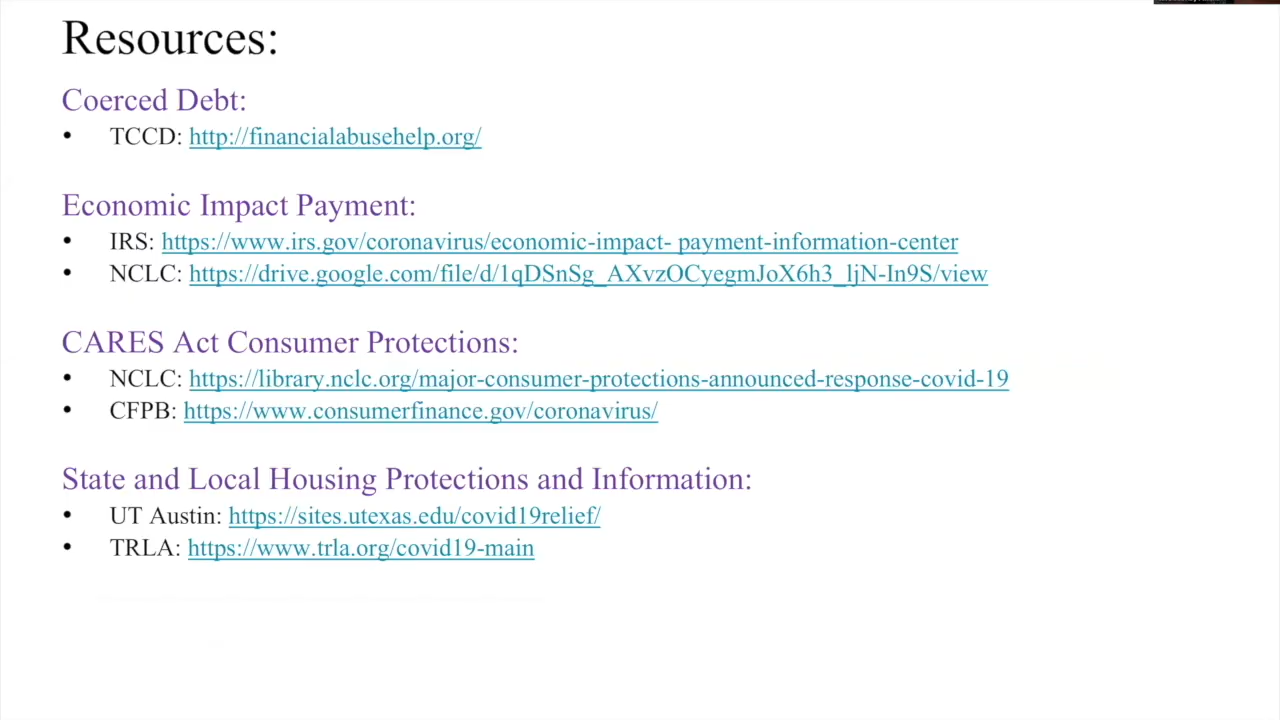 Resources:
Coerced Debt:
• TCCD: http://financialabusehelp.org/
Economic Impact Payment:
• IRS: https://www.irs.gov/coronavirus/economic-impact- payment-information-center
• NCLC: https://drive.google.com/file/d/1qDSnSg_AXvzOCyegmJoX6h3_ljN-In9S/view
CARES Act Consumer Protections:
• NCLC: https://library.nclc.org/major-consumer-protections-announced-response-covid-19
• CFPB: https://www.consumerfinance.gov/coronavirus/
State and Local Housing Protections and Information:
• UT Austin: https://sites.utexas.edu/covid19relief/
• TRLA: https://www.trla.org/covid19-main